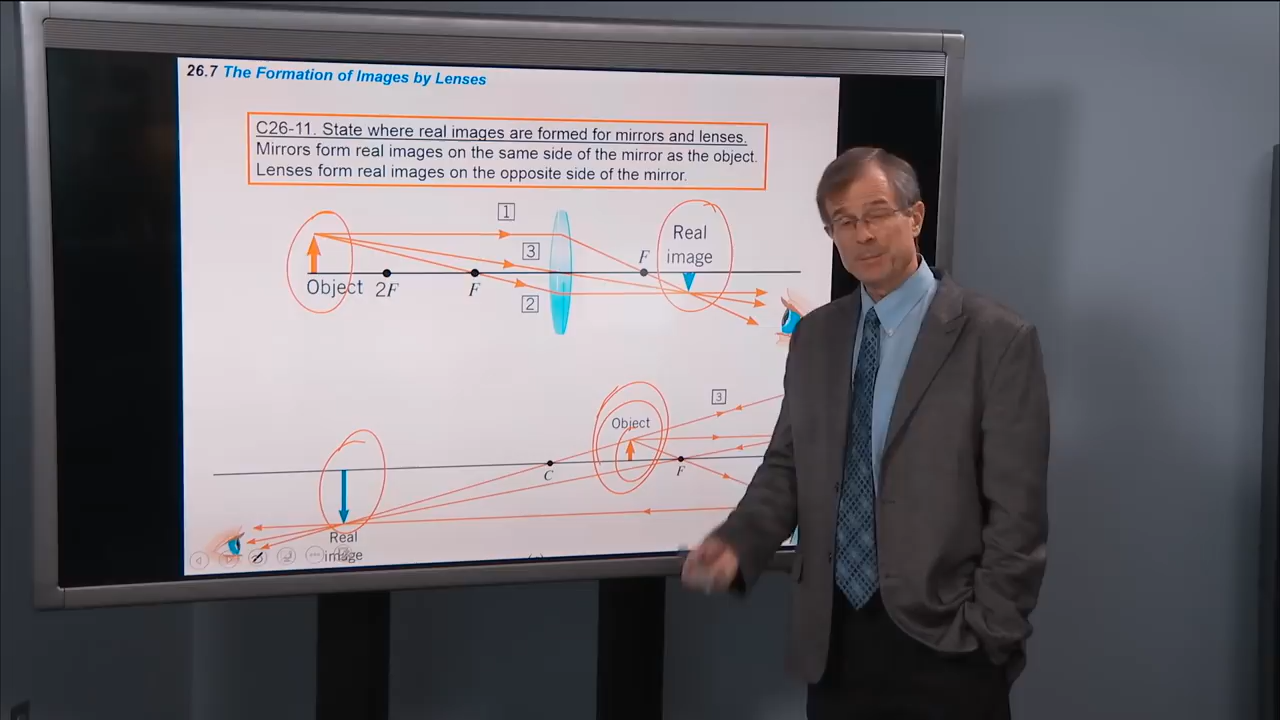 26.7 The Formation of Images by Lenses
C26-11. State where real images are formed for mirrors and lenses.
Mirrors form real images on the same side of the mirror as the object.
Lenses form real images on the opposite side of the mirror.
1
Real
image
3
F
Object
2F
F
2
3
Object
C
F
Real
image